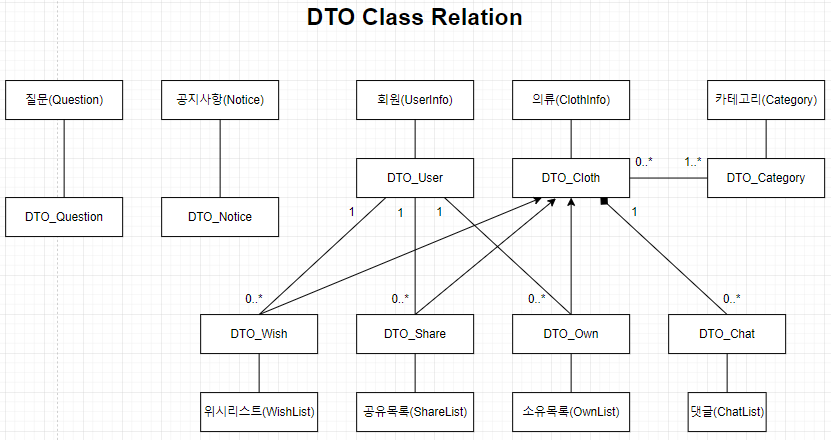 DTO Class Relation
질문(Question)
공지사항(Notice)
회원(UserInfo)
의류(ClothInfo)
카테고리(Category)
DTO_User
DTO_Cloth
0..*
1..*
DTO_Category
DTO_Question
DTO_Notice
1
1
1
1
0..*
0..*
0..*
0..*
DTO_Wish
DTO_Share
DTO_Own
DTO_Chat
위시리스트(WishList)
공유목록(ShareList)
소유목록(OwnList)
댓글(ChatList)